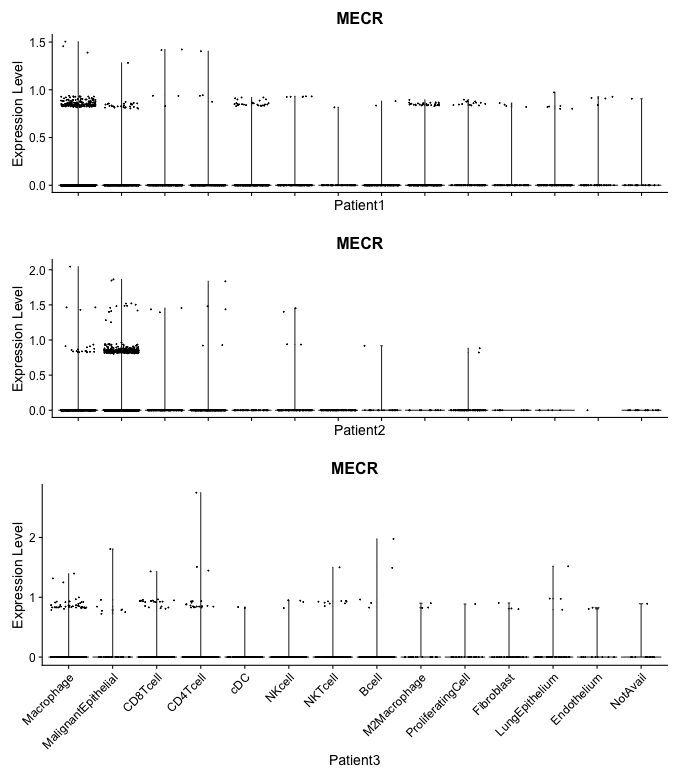 MECR
Expression Level
1.5
1.0
0.5
0.0
Patient1
MECR
Expression Level
2.0
1.5
1.0
0.5
0.0
Patient2
MECR
Expression Level
2
1
0
Macrophage
MalignantEpithelial
CD8Tcell
CD4Tcell
cDC
NKcell
NKTcell
Bcell
M2Macrophage
ProliferatingCell
Fibroblast
LungEpithelium
Endothelium
NotAvail
Patient3